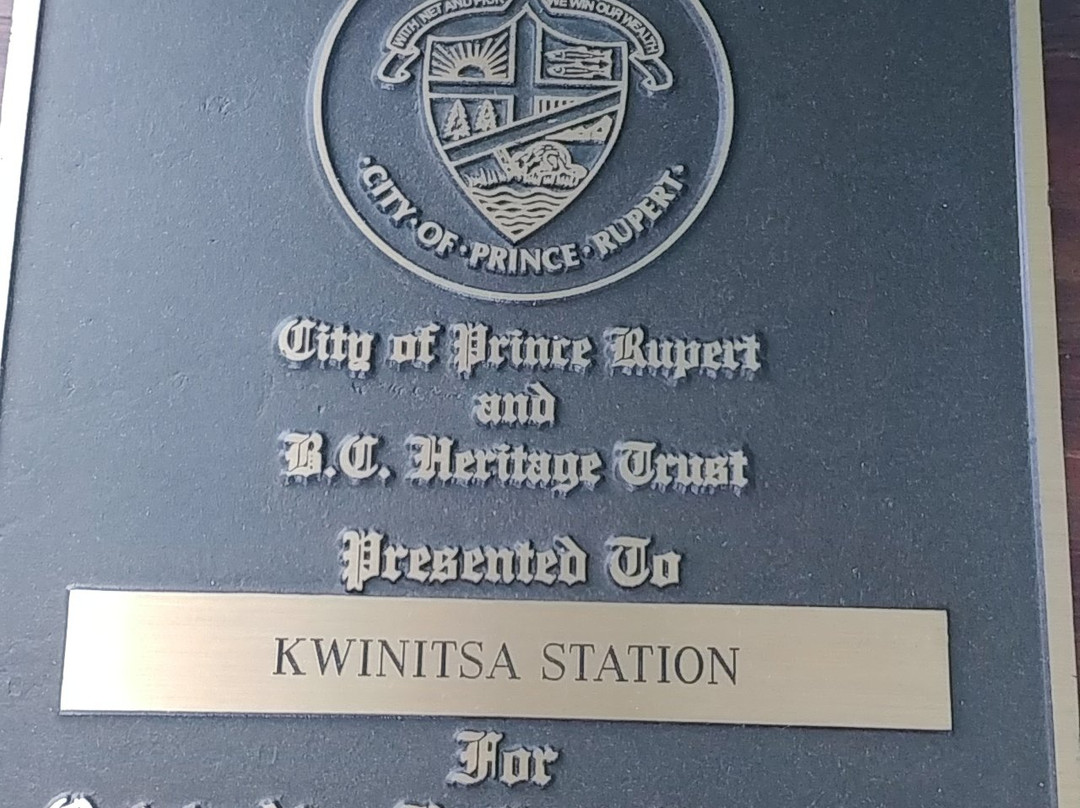 WITH NET AND PICK WE WIN OUR WEALTH
·CITY·OF·PRINCE·RUPERT·
City of Prince Rupert
and
B.C. Heritage Trust
Presented To
KWINITSA STATION
For